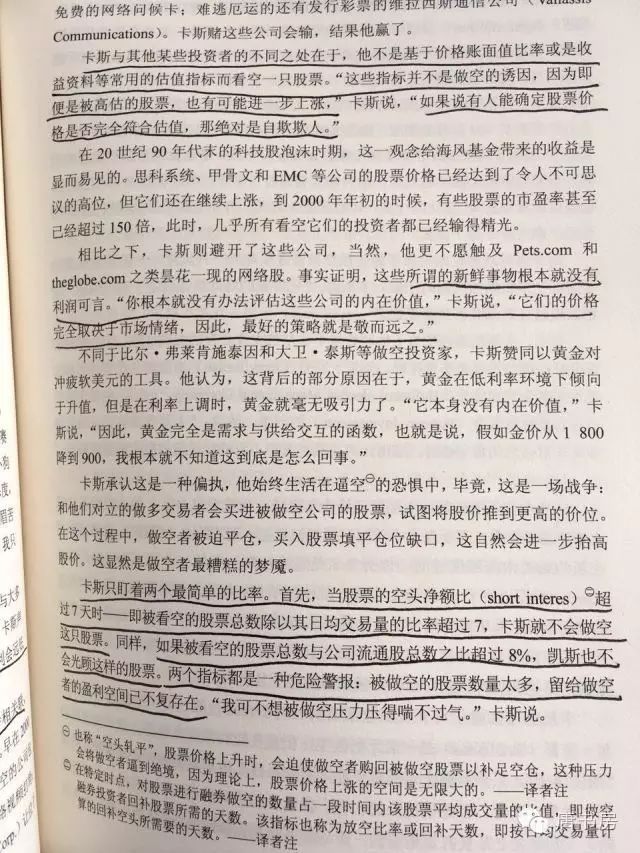 免费的网络问候卡；难逃厄运的还有发行彩票的维拉西斯通信公司（Valassis
Communications）。卡斯赌这些公司会输，结果他赢了。
卡斯与其他某些投资者的不同之处在于，他不是基于价格账面值比率或是收
益资料等常用的估值指标而看空一只股票。“这些指标并不是做空的诱因，因为即
便是被高估的股票，也有可能进一步上涨，”卡斯说，“如果说有人能确定股票价
格是否完全符合估值，那绝对是自欺欺人。”
在 20 世纪 90 年代末的科技股泡沫时期，这一观念给海风基金带来的收益是
显而易见的。思科系统、甲骨文和 EMC 等公司的股票价格已经达到了令人不可思
议的高位，但它们还在继续上涨，到 2000 年年初的时候，有些股票的市盈率甚至
已经超过 150 倍，此时，几乎所有看空它们的投资者都已经输得精光。
相比之下，卡斯则避开了这些公司，当然，他更不愿触及 Pets.com 和
theglobe.com 之类昙花一现的网络股。事实证明，这些所谓的新鲜事物根本就没有
利润可言。“你根本就没有办法评估这些公司的内在价值，”卡斯说，“它们的价格
完全取决于市场情绪，因此，最好的策略就是敬而远之。”
不同于比尔·弗莱肯施泰因和大卫·泰斯等做空投资家，卡斯赞同以黄金对
冲疲软美元的工具。他认为，这背后的部分原因在于，黄金在低利率环境下倾向
于升值，但是在利率上调时，黄金就毫无吸引力了。“它本身没有内在价值，”卡
斯说，“因此，黄金完全是需求与供给交互的函数，也就是说，假如金价从 1 800
降到 900，我根本就不知道这到底是怎么回事。”
卡斯承认这是一种偏执，他始终生活在逼空㊀的恐惧中，毕竟，这是一场战争：
和他们对立的做多交易者会买进被做空公司的股票，试图将股价推到更高的价位。
在这个过程中，做空者被迫平仓，买入股票填平仓位缺口，这自然会进一步抬高
股价。这显然是做空者最糟糕的梦魇。
卡斯只盯着两个最简单的比率。首先，当股票的空头净额比（short interes）㊁超
过 7 天时——即被看空的股票总数除以其日均交易量的比率超过 7，卡斯就不会做空
这只股票。同样，如果被看空的股票总数与公司流通股总数之比超过 8%，凯斯也不
会光顾这样的股票。两个指标都是一种危险警报：被做空的股票数量太多，留给做空
者的盈利空间已不复存在。“我可不想被做空压力压得喘不过气。”卡斯说。
㊀ 也称“空头轧平”，股票价格上升时，会迫使做空者购回被做空股票以补足空仓，这种压力
会将做空者逼到绝境，因为理论上，股票价格上涨的空间是无限大的。——译者注
㊁ 在特定时点，对股票进行融券做空的数量占一段时间内该股票平均成交量的比值，即做空
融券投资者回补股票所需的天数。该指标也称为放空比率或回补天数，即按日均交易量计
算的回补空头所需要的天数。——译者注